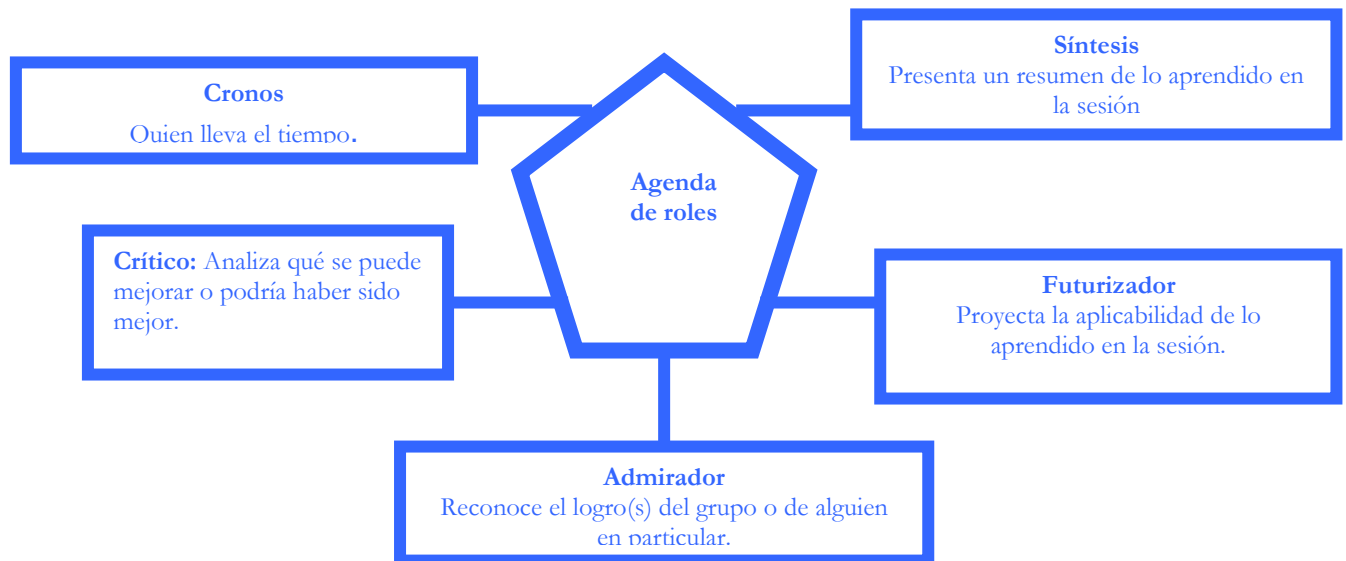 Cronos
Quien lleva el tiempo.
Síntesis
Presenta un resumen de lo aprendido en
la sesión
Agenda
de roles
Crítico: Analiza qué se puede
mejorar o podría haber sido
mejor.
Futurizador
Proyecta la aplicabilidad de lo
aprendido en la sesión.
Admirador
Reconoce el logro(s) del grupo o de alguien
en particular.